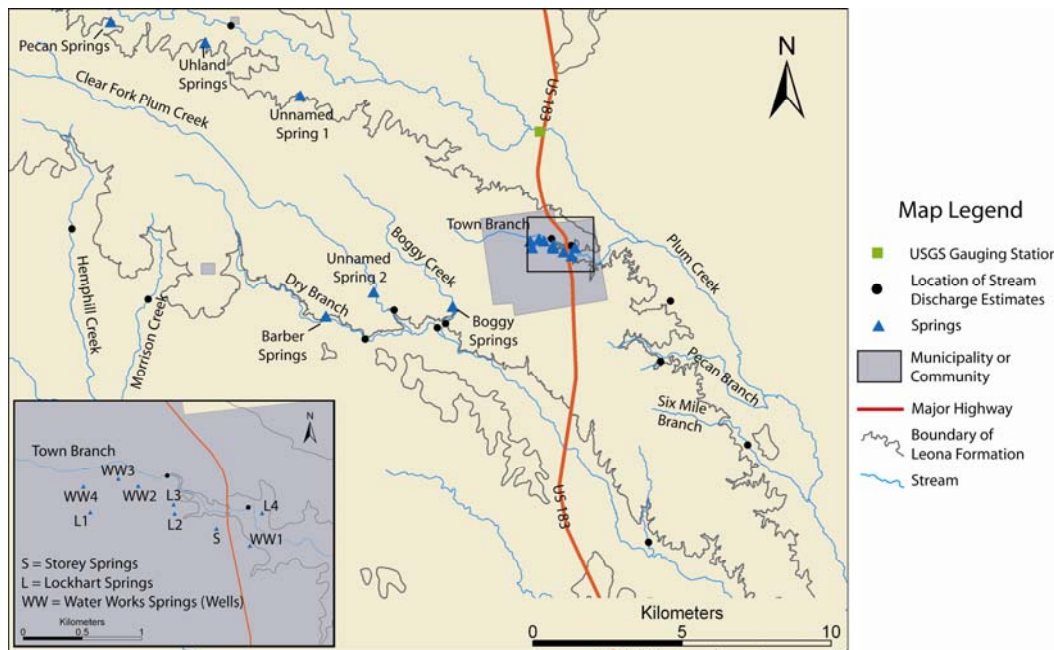 Pecan Springs
Uhland
Springs
Clear Fork Plum Creek
Unnamed
Spring 1
US 183
N
Town Branch
Plum Creek
Boggy Creek
Unnamed
Spring 2
Dry Branch
Hemphill Creek
Morrison Creek
Barber
Springs
Boggy
Springs
Pecan Branch
Six Mile
Branch
US 183
Kilometers
0 5 10
N
Town Branch
WW3
WW4
WW2
L3
L1
L2
L4
S
WW1
S = Storey Springs
L = Lockhart Springs
WW = Water Works Springs (Wells)
Kilometers
0 0.5 1
Map Legend
USGS Gauging Station
Location of Stream
Discharge Estimates
Springs
Municipality or
Community
Major Highway
Boundary of
Leona Formation
Stream